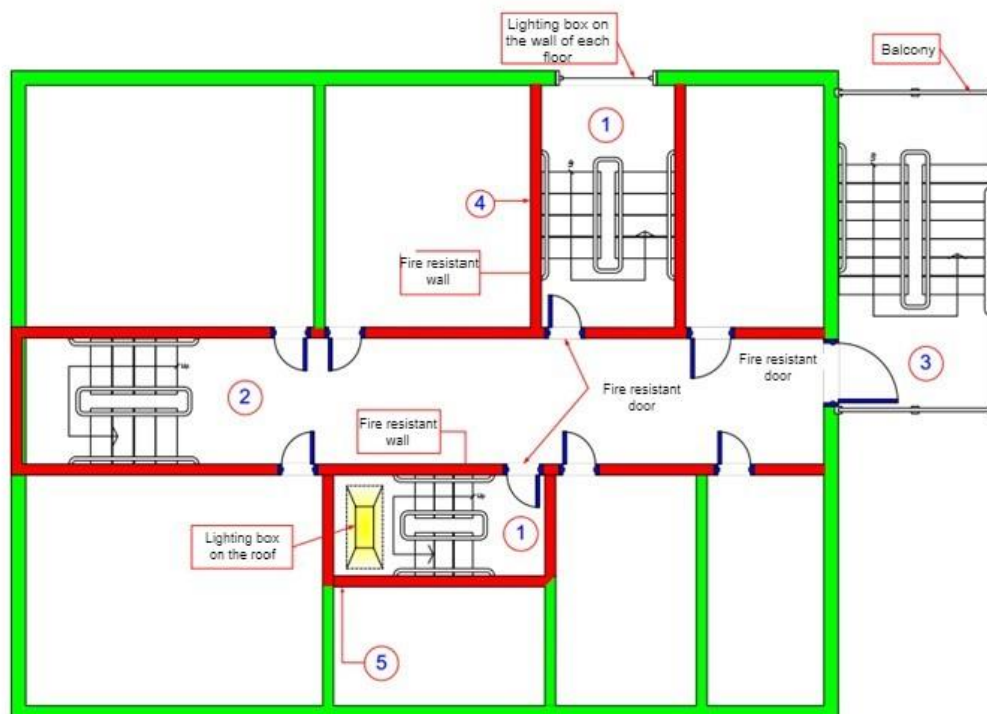 Lighting box on
the wall of each
floor
Balcony
1
4
Fire resistant
wall
Fire resistant
door
3
2
Fire resistant
door
Fire resistant
wall
Lighting box
on the roof
1
5